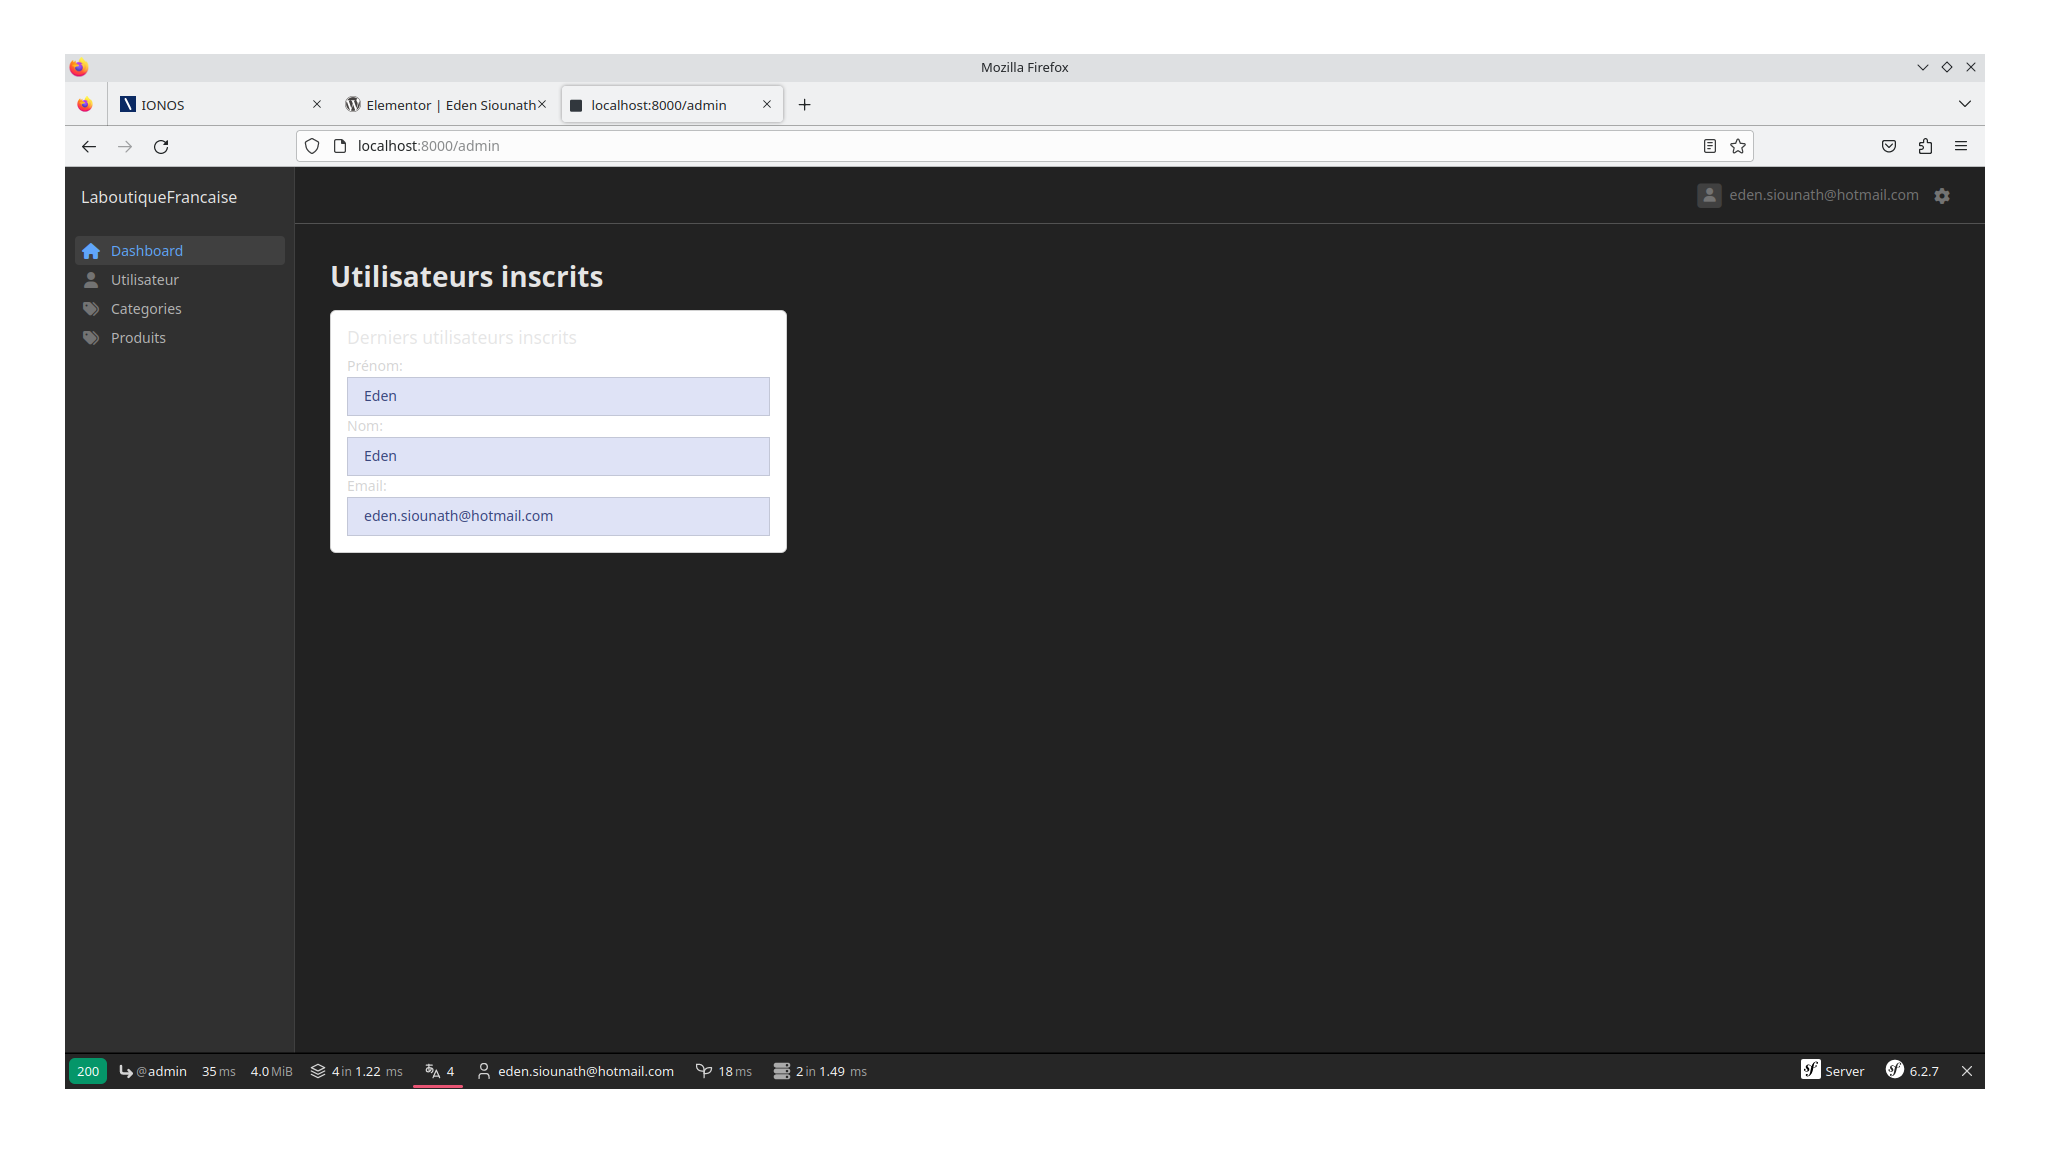 Mozilla Firefox
IONOS
Elementor | Eden Siounath
localhost:8000/admin
localhost:8000/admin
LaboutiqueFrancaise
eden.siounath@hotmail.com
Dashboard
Utilisateur
Categories
Produits
Utilisateurs inscrits
Derniers utilisateurs inscrits
Prénom:
Eden
Nom:
Eden
Email:
eden.siounath@hotmail.com
200 @admin 35 ms 4.0 MiB 4 in 1.22 ms 4 eden.siounath@hotmail.com 18 ms 2 in 1.49 ms Server 6.2.7